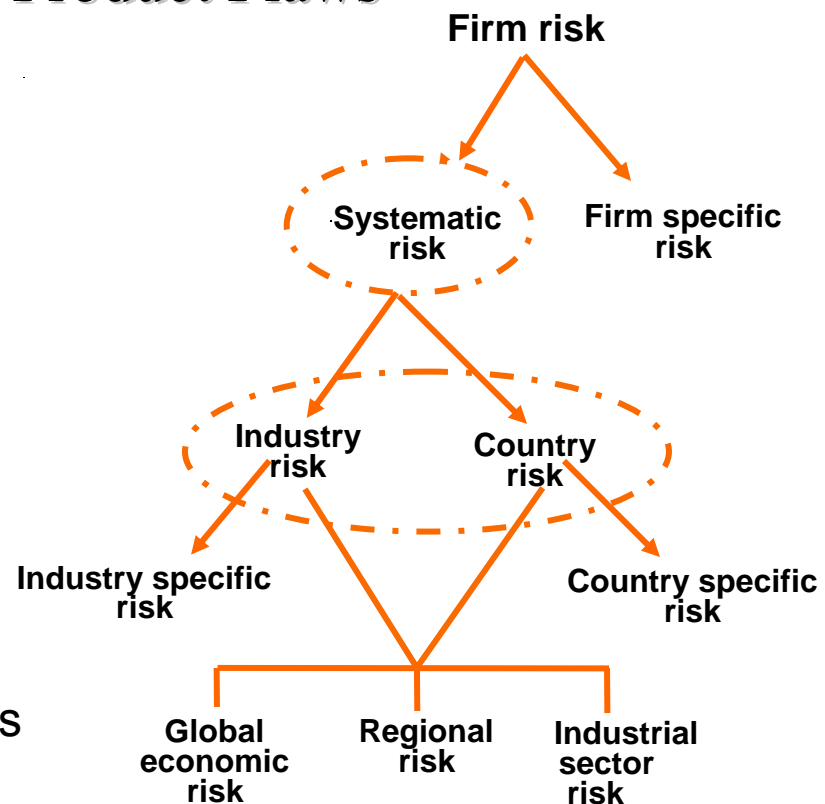 Firm risk
Systematic
risk
Firm specific
risk
Industry
risk
Country
risk
Industry specific
risk
Country specific
risk
s
Global
economic
risk
Regional
risk
Industrial
sector
risk